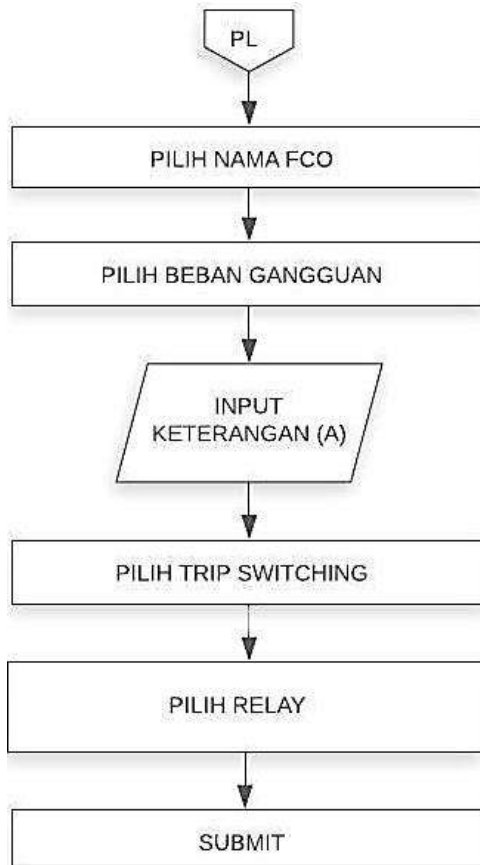 PL
PILIH NAMA FCO
PILIH BEBAN GANGGUAN
INPUT
KETERANGAN (A)
PILIH TRIP SWITCHING
PILIH RELAY
SUBMIT